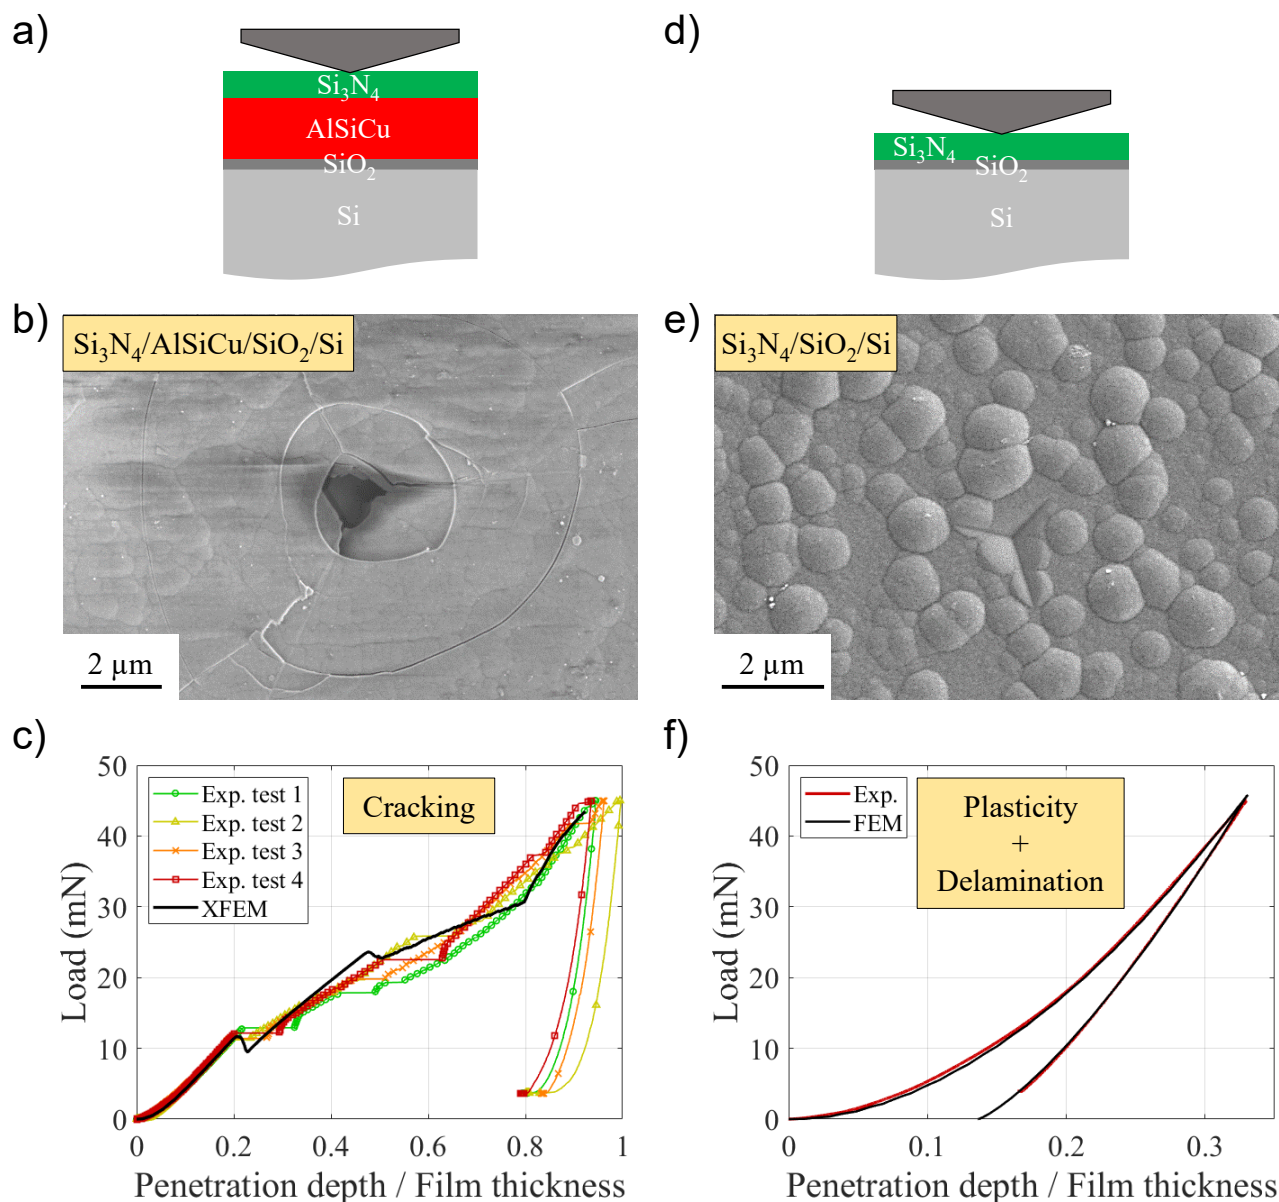 a)
Si₃N₄
AlSiCu
SiO₂
Si
d)
Si₃N₄
SiO₂
Si
b)
Si₃N₄/AlSiCu/SiO₂/Si
2 µm
e)
Si₃N₄/SiO₂/Si
2 µm
c)
50
40
30
20
10
0
Load (mN)
Exp. test 1
Exp. test 2
Exp. test 3
Exp. test 4
XFEM
Cracking
0 0.2 0.4 0.6 0.8 1
Penetration depth / Film thickness
f)
50
40
30
20
10
0
Load (mN)
Exp.
FEM
Plasticity
+
Delamination
0 0.1 0.2 0.3
Penetration depth / Film thickness